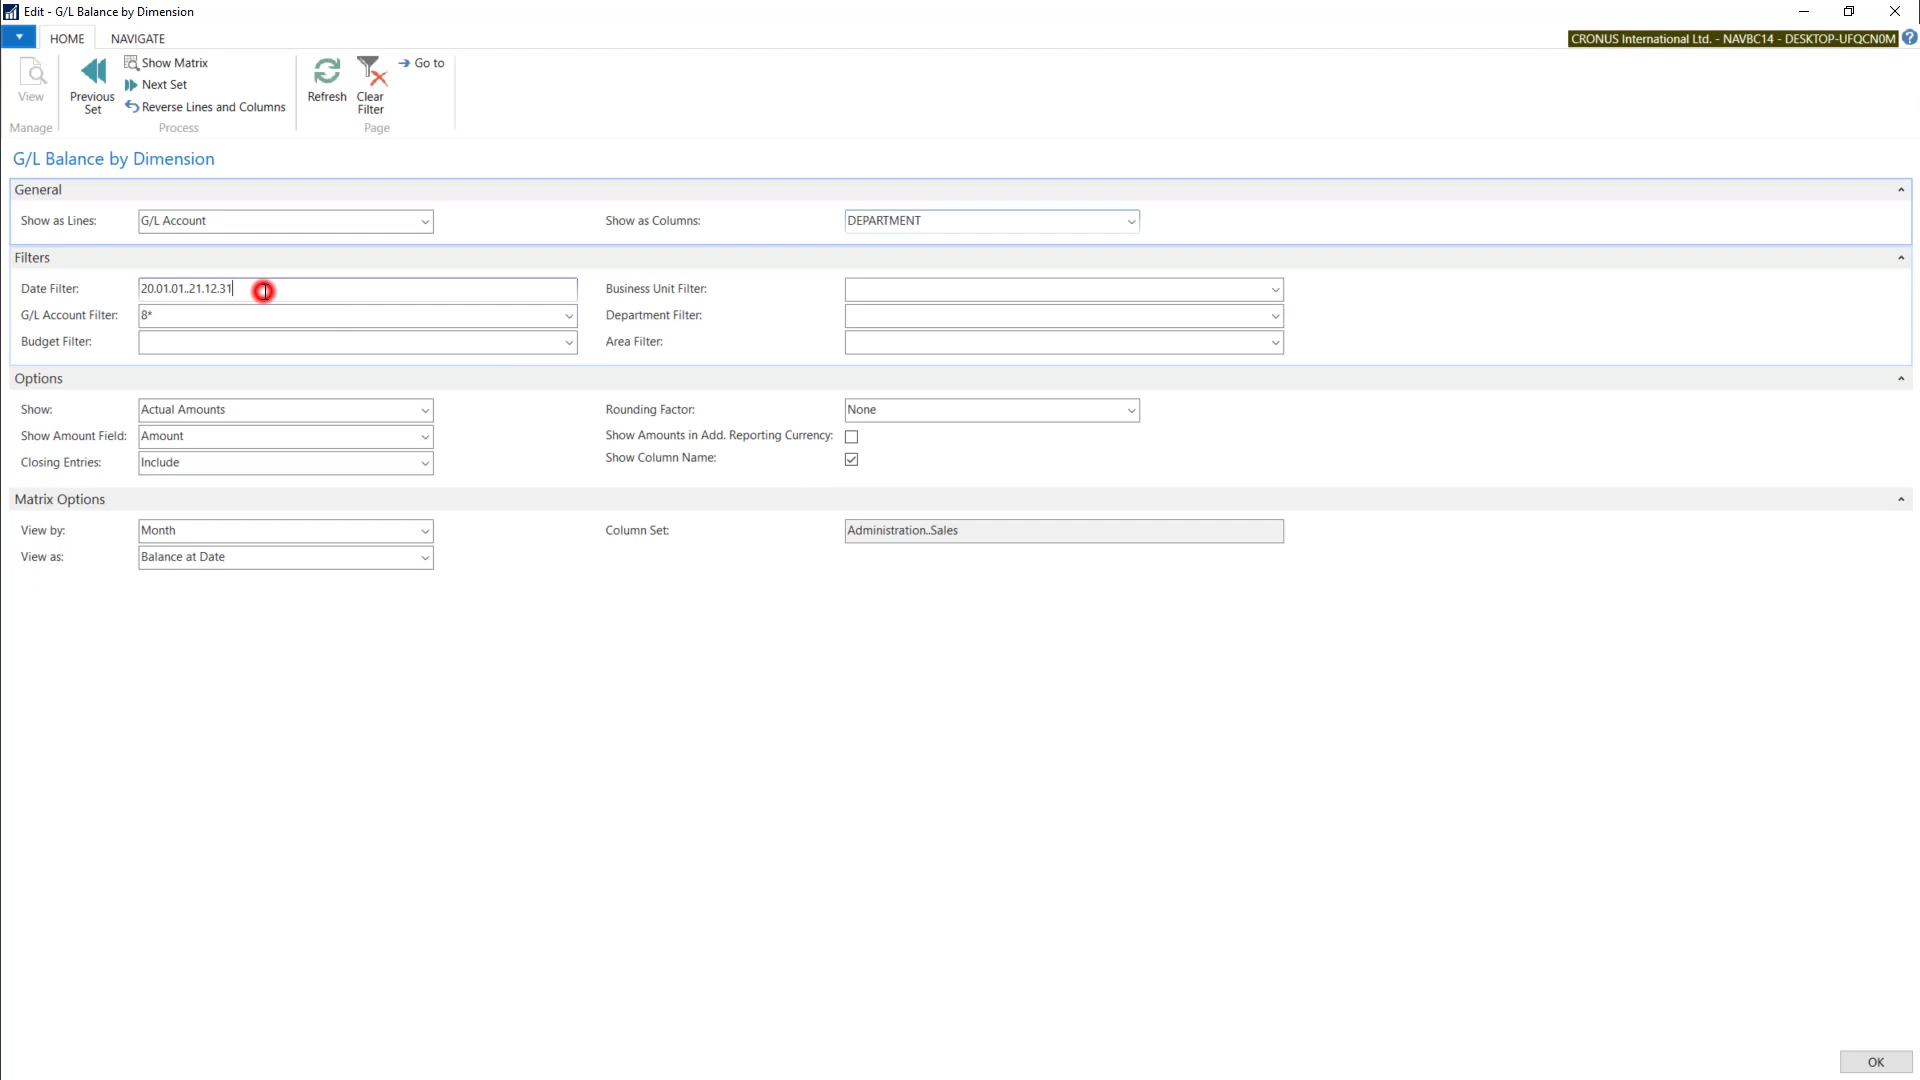 Edit - G/L Balance by Dimension
HOME NAVIGATE
CRONUS International Ltd. - NAVBC14 - DESKTOP-UFQCN0M ?
View
Manage
Previous Set
Show Matrix
Next Set
Reverse Lines and Columns
Process
Refresh
Clear Filter
Go to
Page
G/L Balance by Dimension
General
Show as Lines: G/L Account Show as Columns: DEPARTMENT
Filters
Date Filter: 20.01.01..21.12.31 Business Unit Filter:
G/L Account Filter: 8* Department Filter:
Budget Filter: Area Filter:
Options
Show: Actual Amounts Rounding Factor: None
Show Amount Field: Amount Show Amounts in Add. Reporting Currency:
Closing Entries: Include Show Column Name:
Matrix Options
View by: Month Column Set: Administration..Sales
View as: Balance at Date
OK